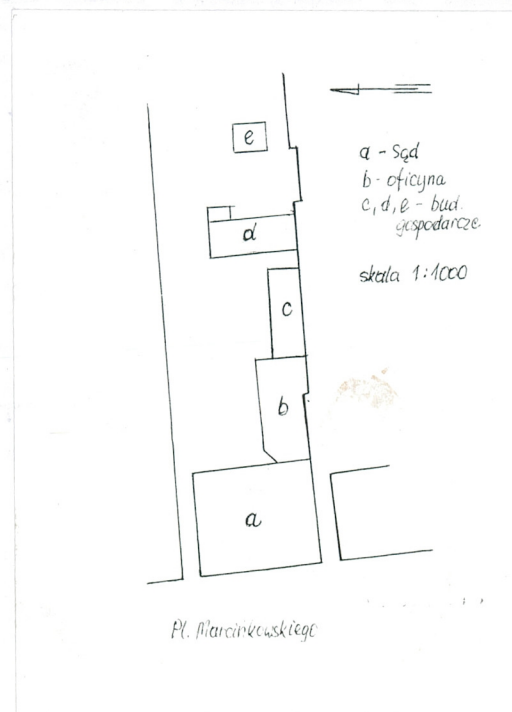 e
a - Sąd
b - oficyna
c, d, e - bud.
gospodarcze.
d
skala 1:1000
c
b
a
Pl. Marcinkowskiego